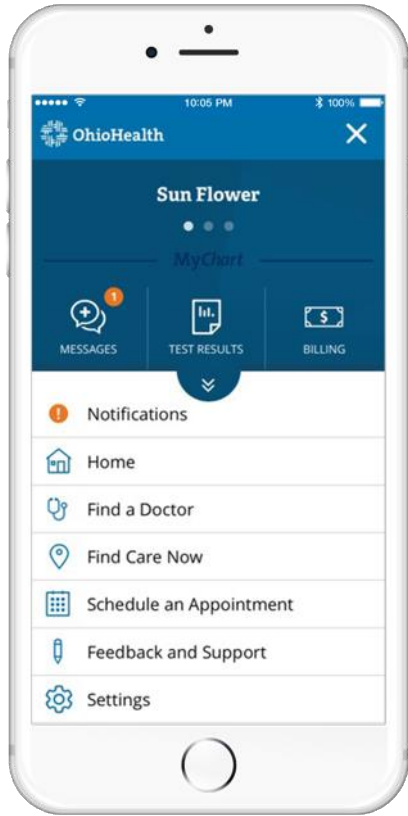 10:05 PM
100%
OhioHealth
Sun Flower
MyChart
1
MESSAGES
TEST RESULTS
BILLING
$
Notifications
Home
Find a Doctor
Find Care Now
Schedule an Appointment
Feedback and Support
Settings